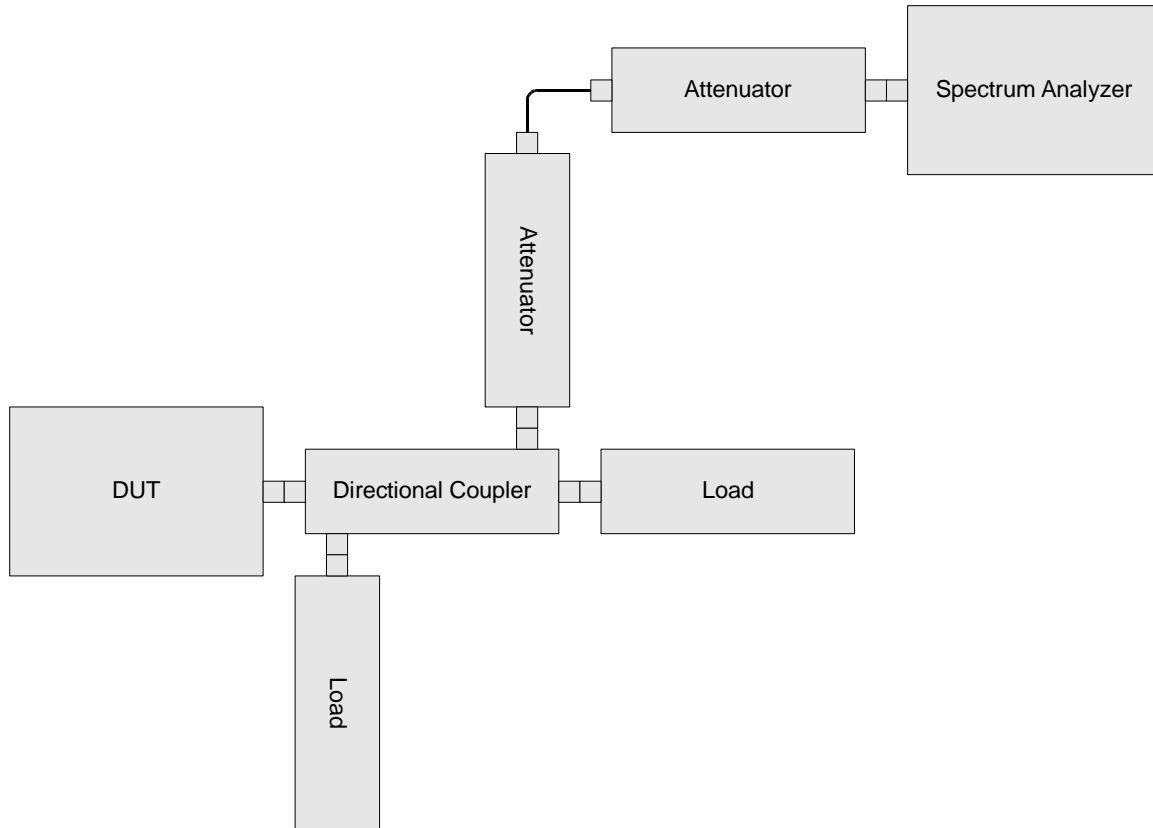 Attenuator
Spectrum Analyzer
Attenuator
DUT
Directional Coupler
Load
Load